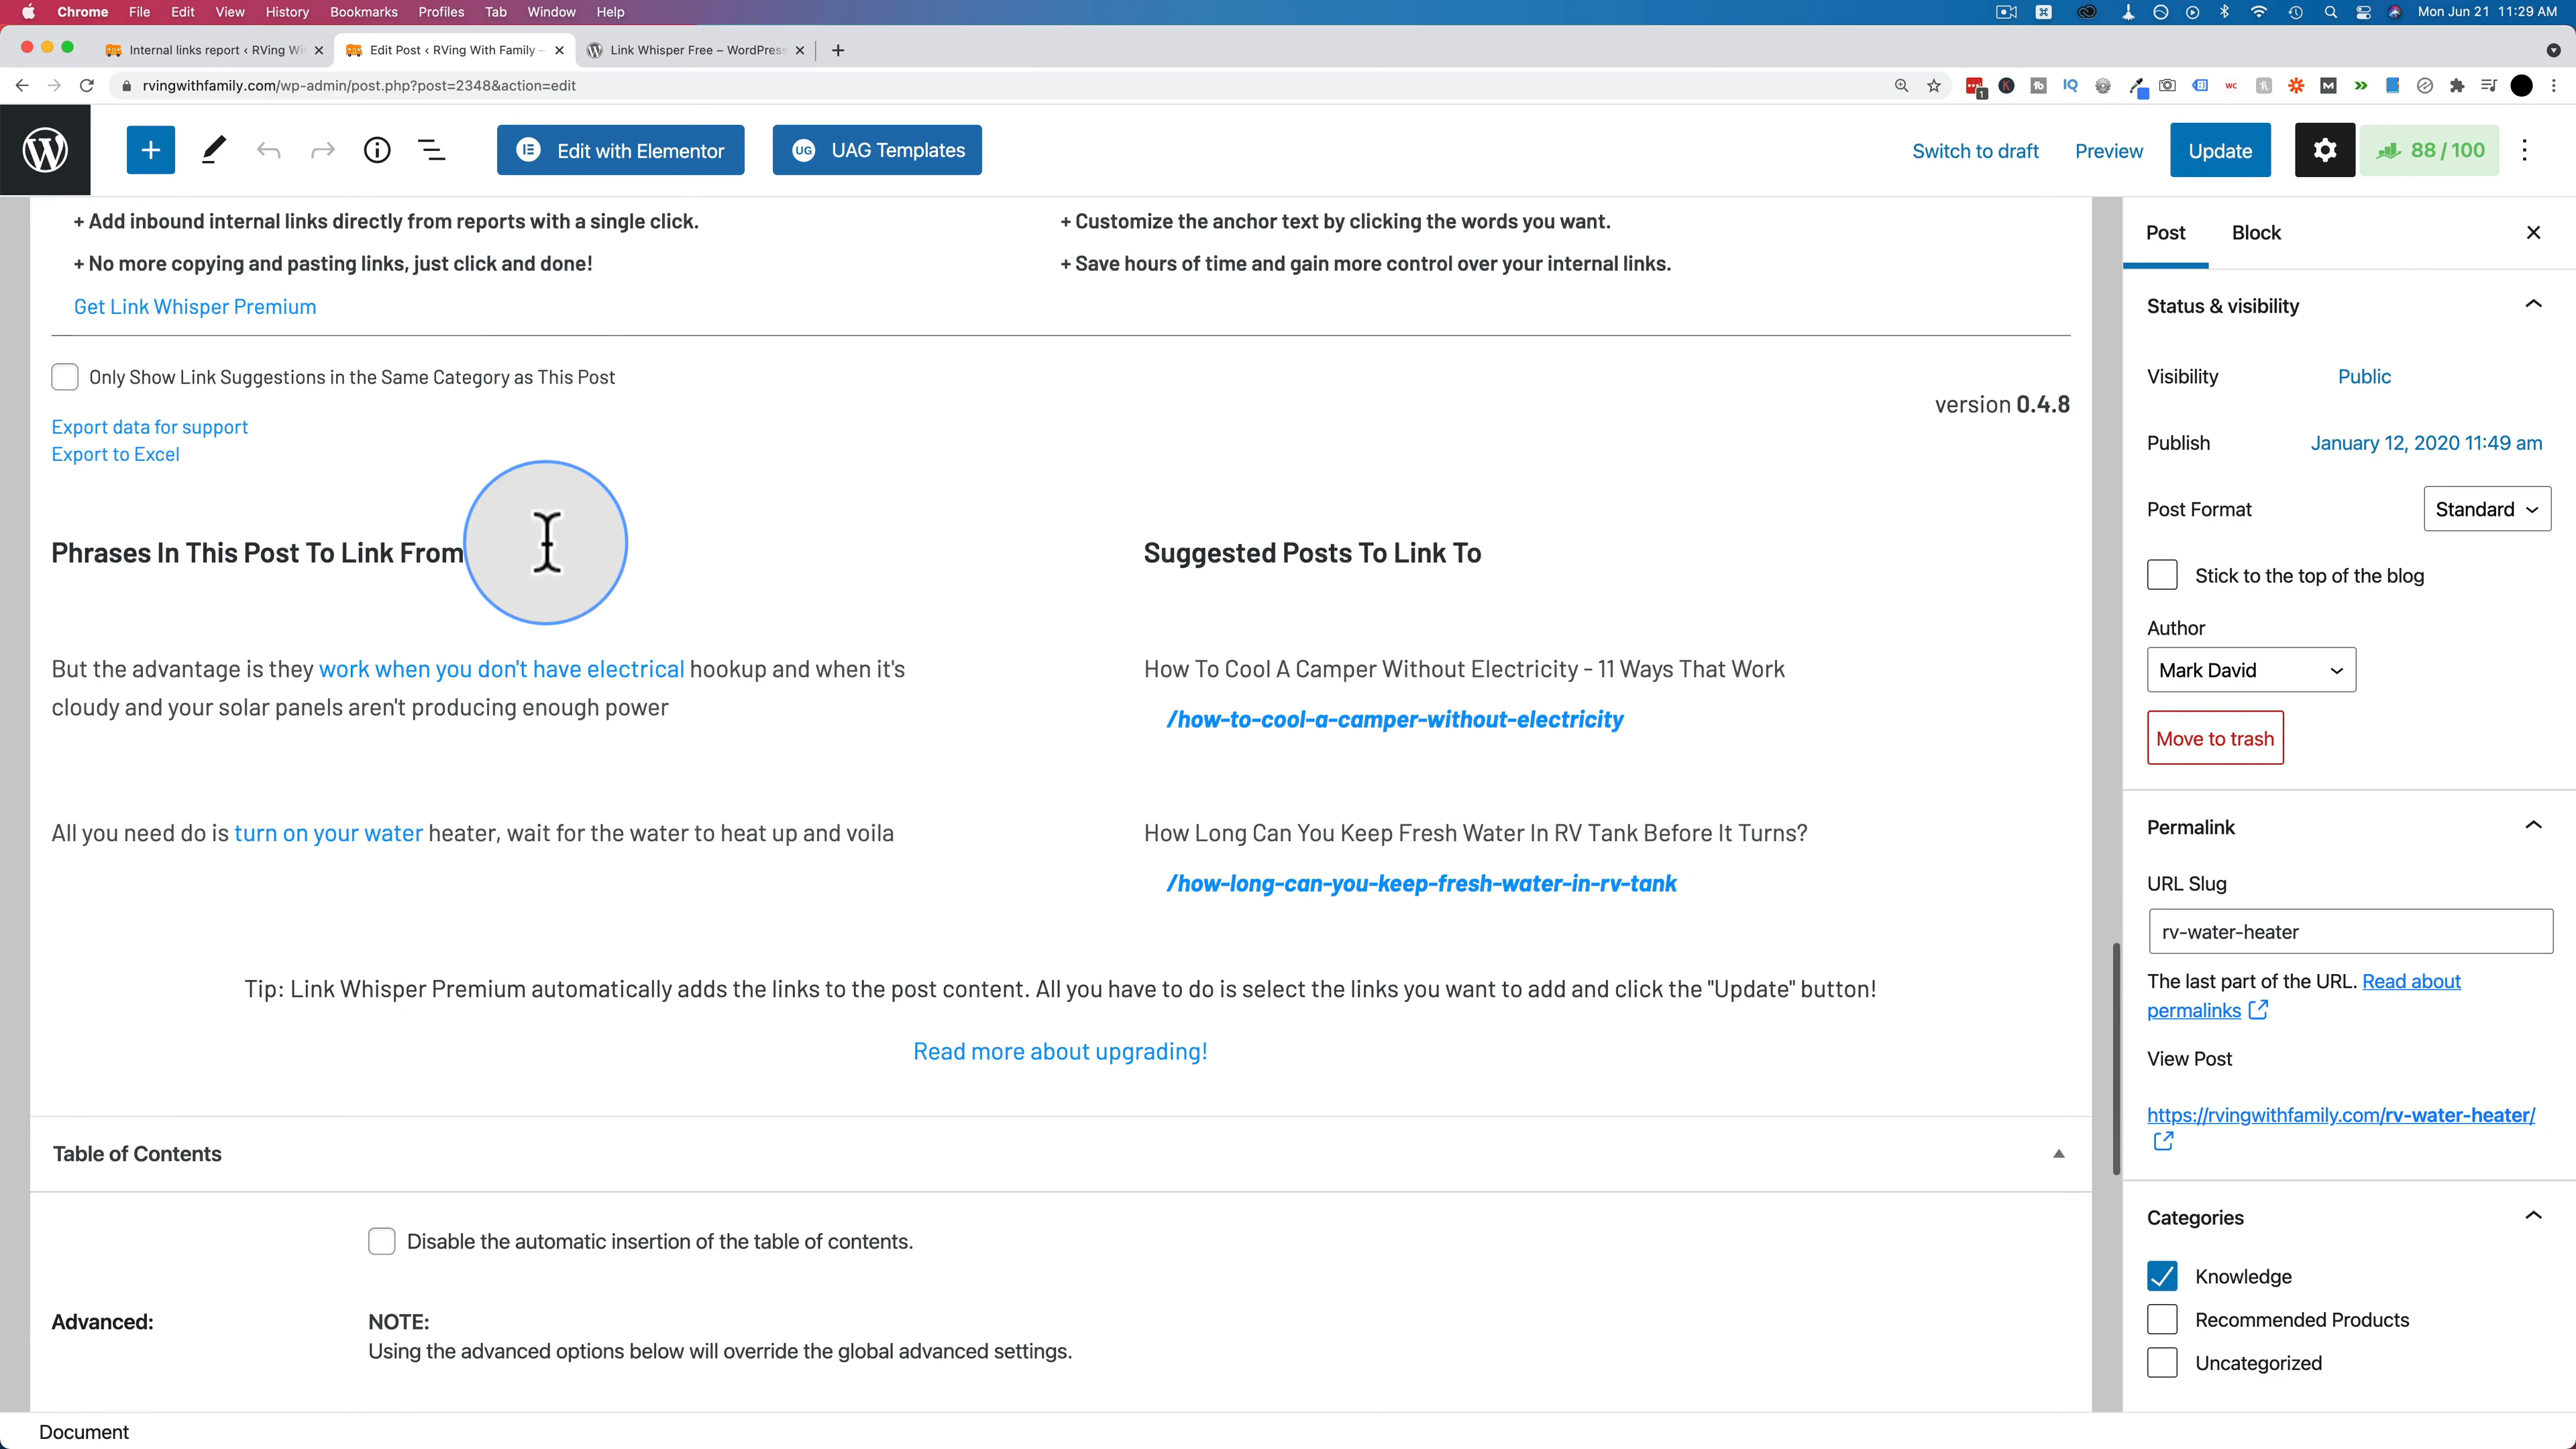 Chrome File Edit View History Bookmarks Profiles Tab Window Help Mon Jun 21 11:29 AM
Internal links report ‹ RVing Wi
Edit Post ‹ RVing With Family –
Link Whisper Free – WordPress
rvingwithfamily.com/wp-admin/post.php?post=2348&action=edit
Edit with Elementor
UG UAG Templates
Switch to draft Preview Update 88 / 100
+ Add inbound internal links directly from reports with a single click.
+ Customize the anchor text by clicking the words you want.
+ No more copying and pasting links, just click and done!
+ Save hours of time and gain more control over your internal links.
Get Link Whisper Premium
Only Show Link Suggestions in the Same Category as This Post
version 0.4.8
Export data for support
Export to Excel
Phrases In This Post To Link From
Suggested Posts To Link To
But the advantage is they work when you don't have electrical hookup and when it's
cloudy and your solar panels aren't producing enough power
How To Cool A Camper Without Electricity - 11 Ways That Work
/how-to-cool-a-camper-without-electricity
All you need do is turn on your water heater, wait for the water to heat up and voila
How Long Can You Keep Fresh Water In RV Tank Before It Turns?
/how-long-can-you-keep-fresh-water-in-rv-tank
Tip: Link Whisper Premium automatically adds the links to the post content. All you have to do is select the links you want to add and click the "Update" button!
Read more about upgrading!
Table of Contents
Disable the automatic insertion of the table of contents.
Advanced:
NOTE:
Using the advanced options below will override the global advanced settings.
Document
Post Block
Status & visibility
Visibility Public
Publish January 12, 2020 11:49 am
Post Format Standard
Stick to the top of the blog
Author
Mark David
Move to trash
Permalink
URL Slug
rv-water-heater
The last part of the URL. Read about
permalinks
View Post
https://rvingwithfamily.com/rv-water-heater/
Categories
Knowledge
Recommended Products
Uncategorized